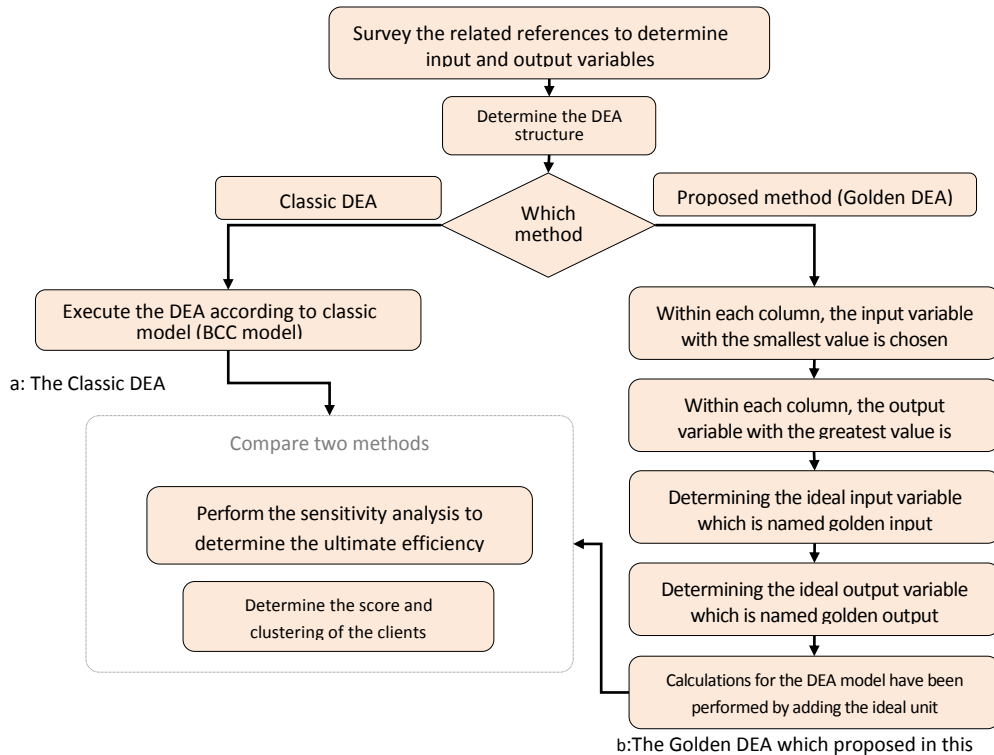 Survey the related references to determine
input and output variables
Determine the DEA
structure
Which
method
Classic DEA
Proposed method (Golden DEA)
Execute the DEA according to classic
model (BCC model)
a: The Classic DEA
Within each column, the input variable
with the smallest value is chosen
Within each column, the output
variable with the greatest value is
Determining the ideal input variable
which is named golden input
Determining the ideal output variable
which is named golden output
Calculations for the DEA model have been
performed by adding the ideal unit
b:The Golden DEA which proposed in this
Compare two methods
Perform the sensitivity analysis to
determine the ultimate efficiency
Determine the score and
clustering of the clients